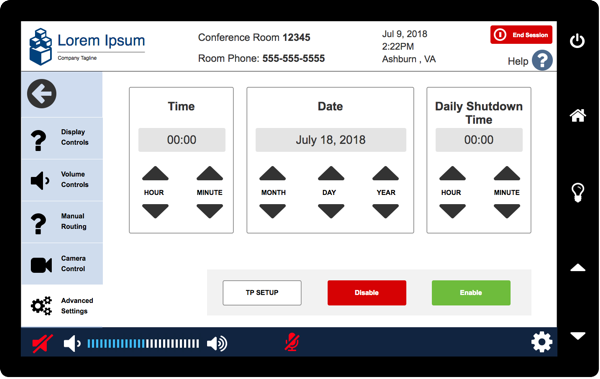 Lorem Ipsum
Company Tagline
Conference Room 12345
Room Phone: 555-555-5555
Jul 9, 2018
2:22PM
Ashburn , VA
End Session
Help ?
Display
Controls
Volume
Controls
Manual
Routing
Camera
Control
Advanced
Settings
Time
00:00
HOUR MINUTE
Date
July 18, 2018
MONTH DAY YEAR
Daily Shutdown
Time
00:00
HOUR MINUTE
TP SETUP
Disable
Enable